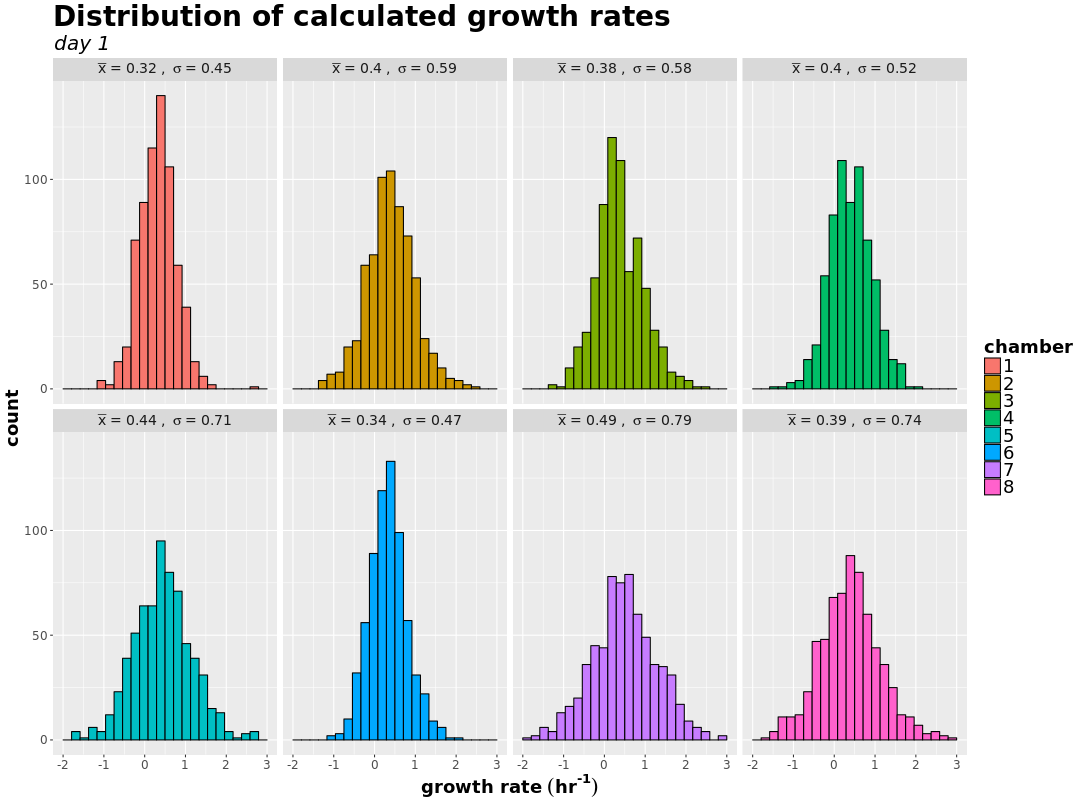 Distribution of calculated growth rates
day 1
x̅ = 0.32 , σ = 0.45
x̅ = 0.4 , σ = 0.59
x̅ = 0.38 , σ = 0.58
x̅ = 0.4 , σ = 0.52
100
50
0
x̅ = 0.44 , σ = 0.71
x̅ = 0.34 , σ = 0.47
x̅ = 0.49 , σ = 0.79
x̅ = 0.39 , σ = 0.74
100
50
0
-2 -1 0 1 2 3
-2 -1 0 1 2 3
-2 -1 0 1 2 3
-2 -1 0 1 2 3
count
growth rate (hr⁻¹)
chamber
1
2
3
4
5
6
7
8